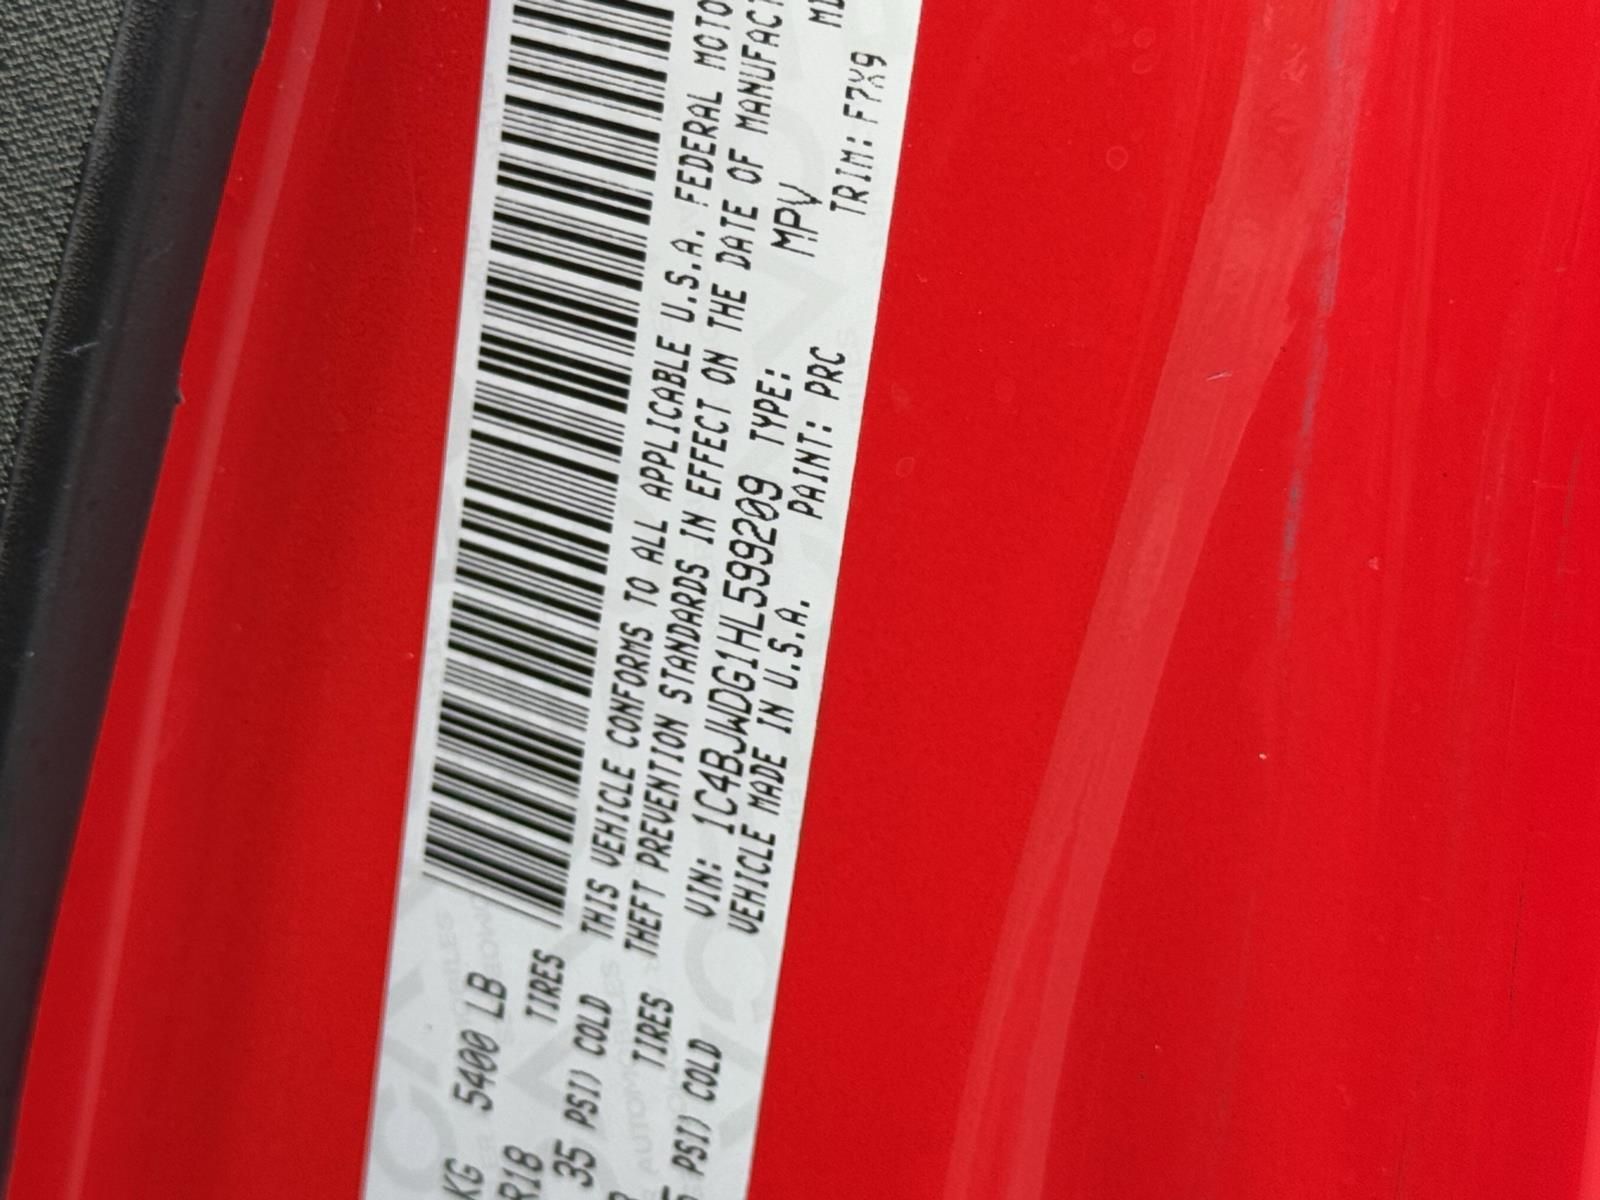 KG 5400 LB
R18 TIRES
35 PSI) COLD
TIRES
PSI) COLD
THIS VEHICLE CONFORMS TO ALL APPLICABLE U.S.A. FEDERAL MOTO
THEFT PREVENTION STANDARDS IN EFFECT ON THE DATE OF MANUFACT
VIN: 1C4BJWDG1HL599209 TYPE: MPV
VEHICLE MADE IN U.S.A. PAINT: PRC TRIM: F7X9